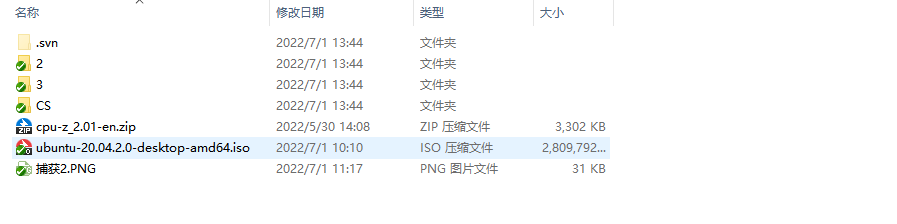 名称 修改日期 类型 大小
.svn 2022/7/1 13:44 文件夹
2 2022/7/1 13:44 文件夹
3 2022/7/1 13:44 文件夹
CS 2022/7/1 13:44 文件夹
cpu-z_2.01-en.zip 2022/5/30 14:08 ZIP 压缩文件 3,302 KB
ubuntu-20.04.2.0-desktop-amd64.iso 2022/7/1 10:10 ISO 压缩文件 2,809,792...
捕获2.PNG 2022/7/1 11:17 PNG 图片文件 31 KB